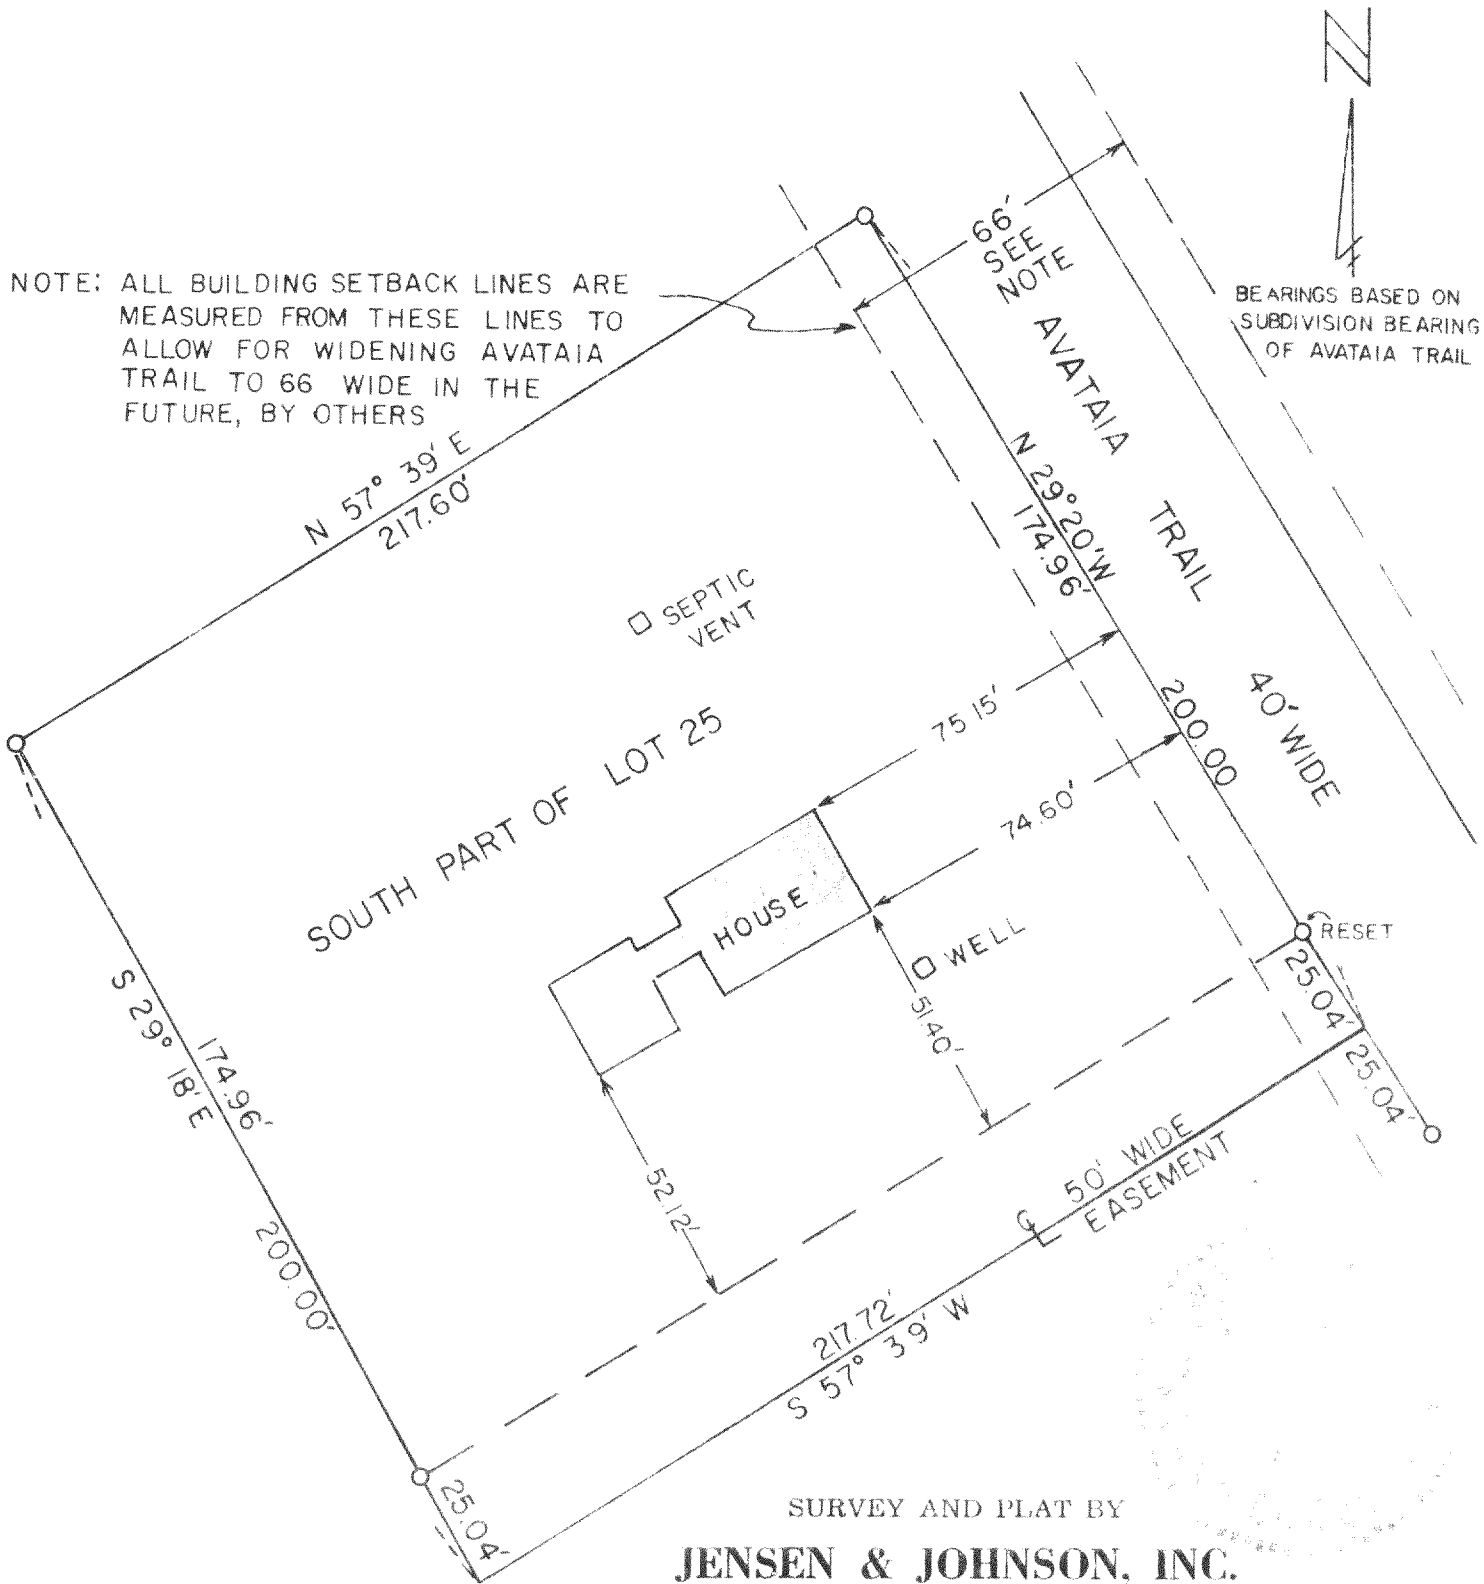 N
BEARINGS BASED ON
SUBDIVISION BEARING
OF AVATAIA TRAIL
66'
SEE
NOTE
NOTE: ALL BUILDING SETBACK LINES ARE
MEASURED FROM THESE LINES TO
ALLOW FOR WIDENING AVATAIA
TRAIL TO 66 WIDE IN THE
FUTURE, BY OTHERS
AVATAIA TRAIL 40' WIDE
N 57° 39' E
217.60'
N 29° 20' W
174.96'
200.00
SEPTIC
VENT
75 15'
74.60'
SOUTH PART OF LOT 25
HOUSE
WELL
RESET
25.04'
25.04'
51.40'
S 29° 18' E
174.96'
200.00'
52.12'
50' WIDE
EASEMENT
217.72'
S 57° 39' W
25.04'
SURVEY AND PLAT BY
JENSEN & JOHNSON, INC.